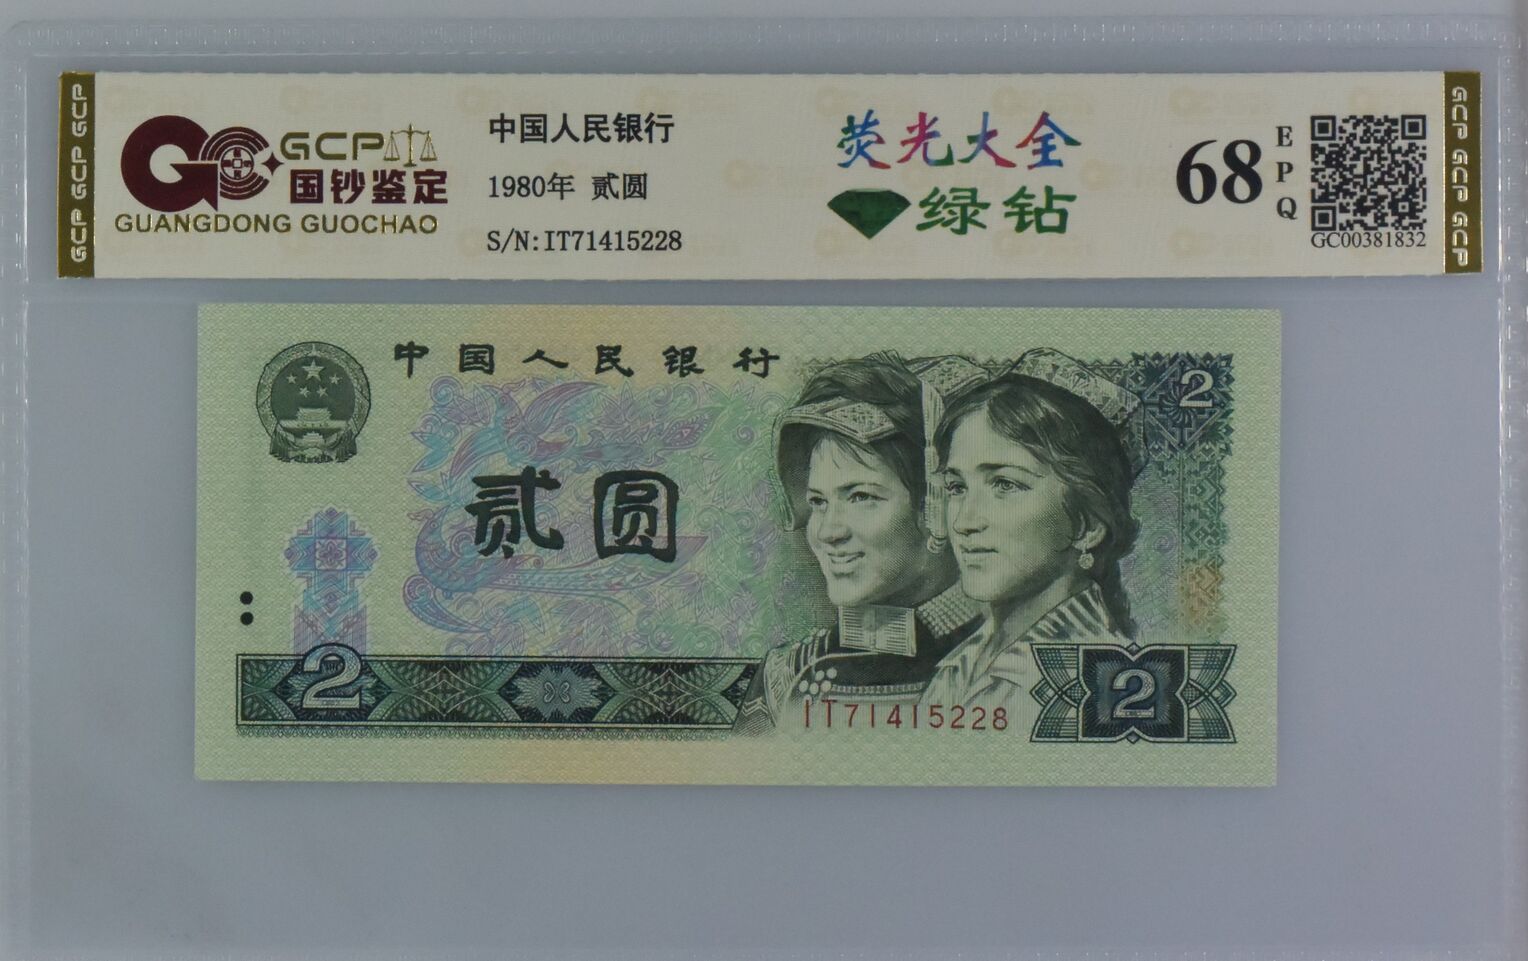 GCP GCP GCP
GCP
国钞鉴定
GUANGDONG GUOCHAO
中国人民银行
1980年 贰圆
S/N:IT71415228
荧光大全
绿钻
68
EPQ
GC00381832
GCP GCP GCP
中国人民银行
2
贰圆
2
2
IT71415228